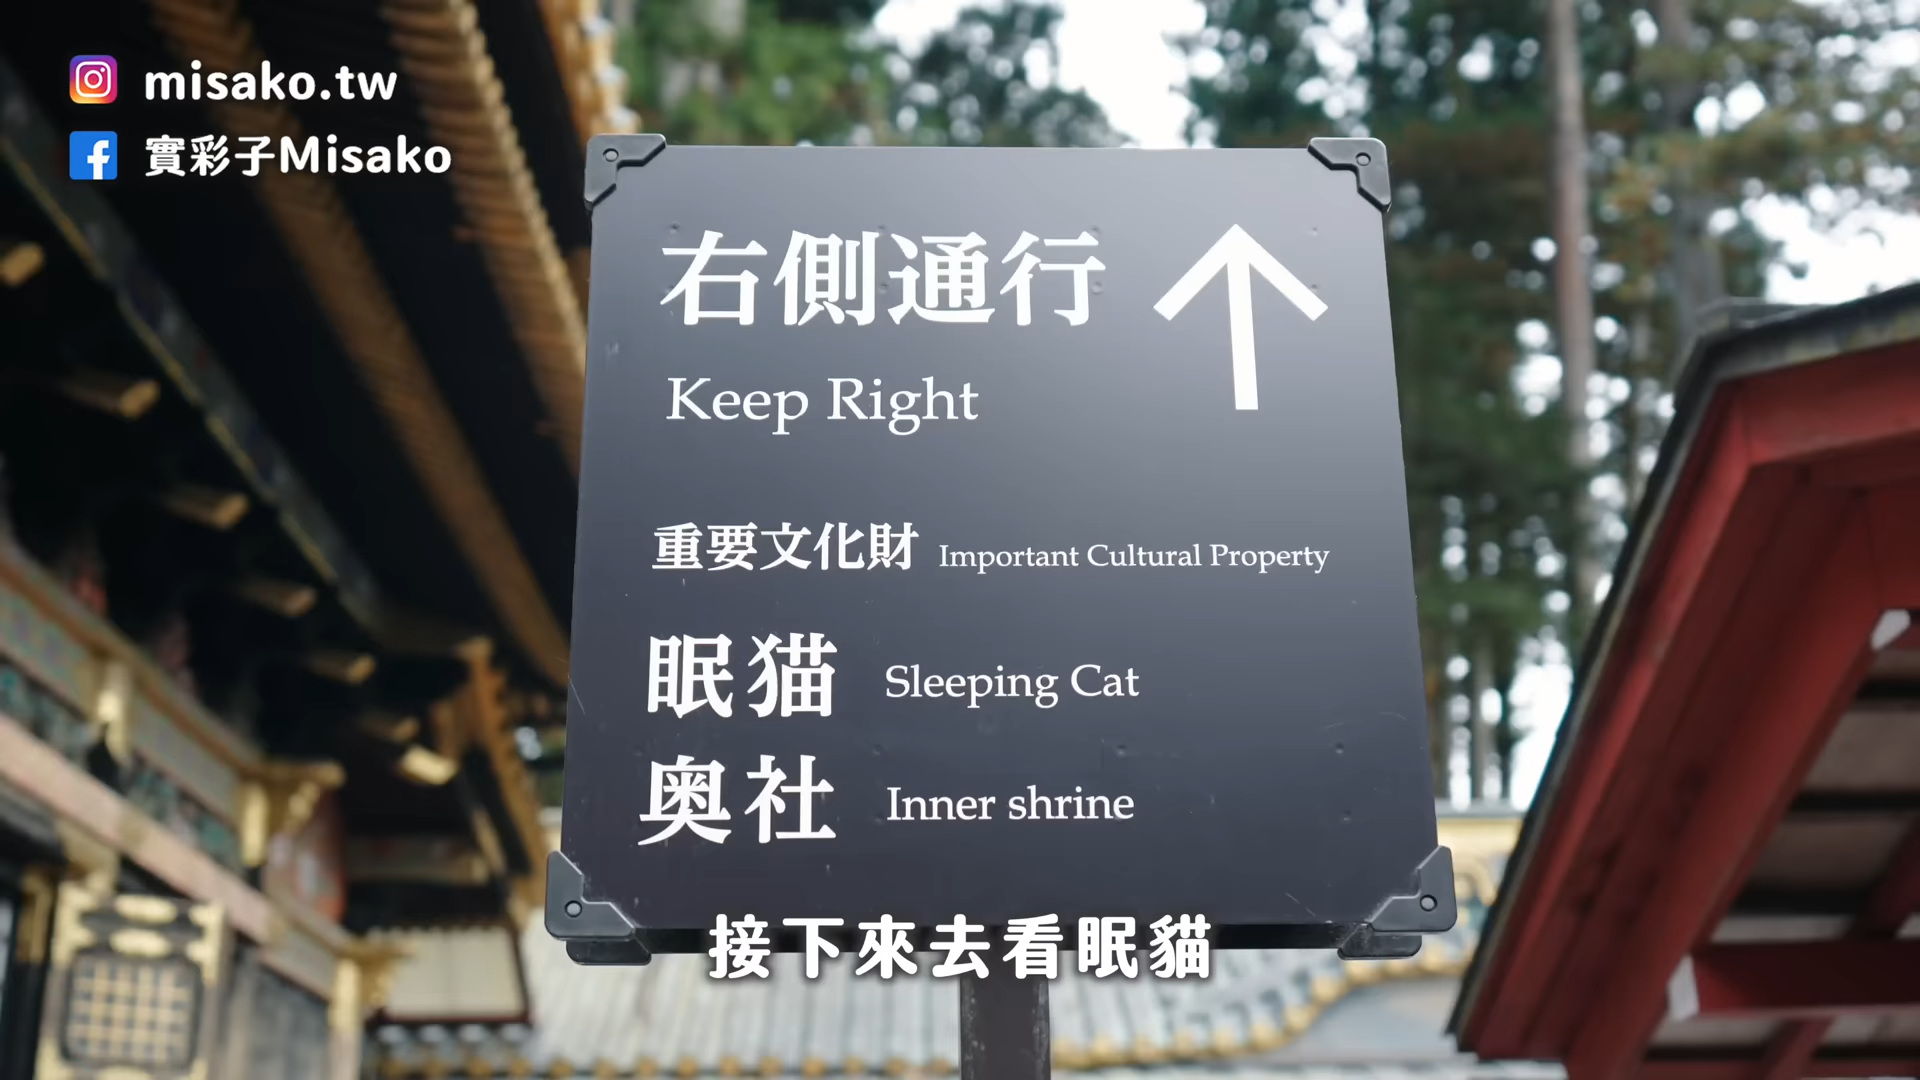 misako.tw
實彩子Misako
右側通行
Keep Right
重要文化財 Important Cultural Property
眠猫 Sleeping Cat
奥社 Inner shrine
接下來去看眠貓